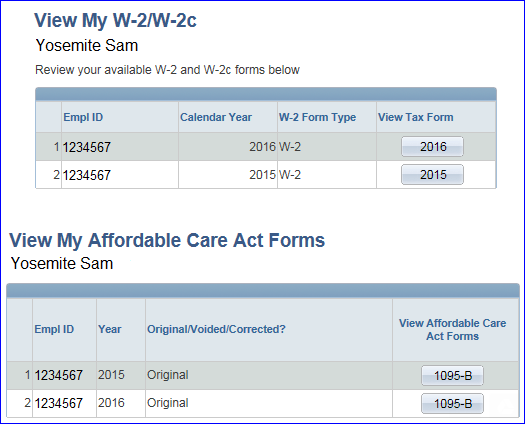 View My W-2/W-2c
Yosemite Sam
Review your available W-2 and W-2c forms below
Empl ID Calendar Year W-2 Form Type View Tax Form
1 1234567 2016 W-2 2016
2 1234567 2015 W-2 2015
View My Affordable Care Act Forms
Yosemite Sam
Empl ID Year Original/Voided/Corrected? View Affordable Care
Act Forms
1 1234567 2015 Original 1095-B
2 1234567 2016 Original 1095-B